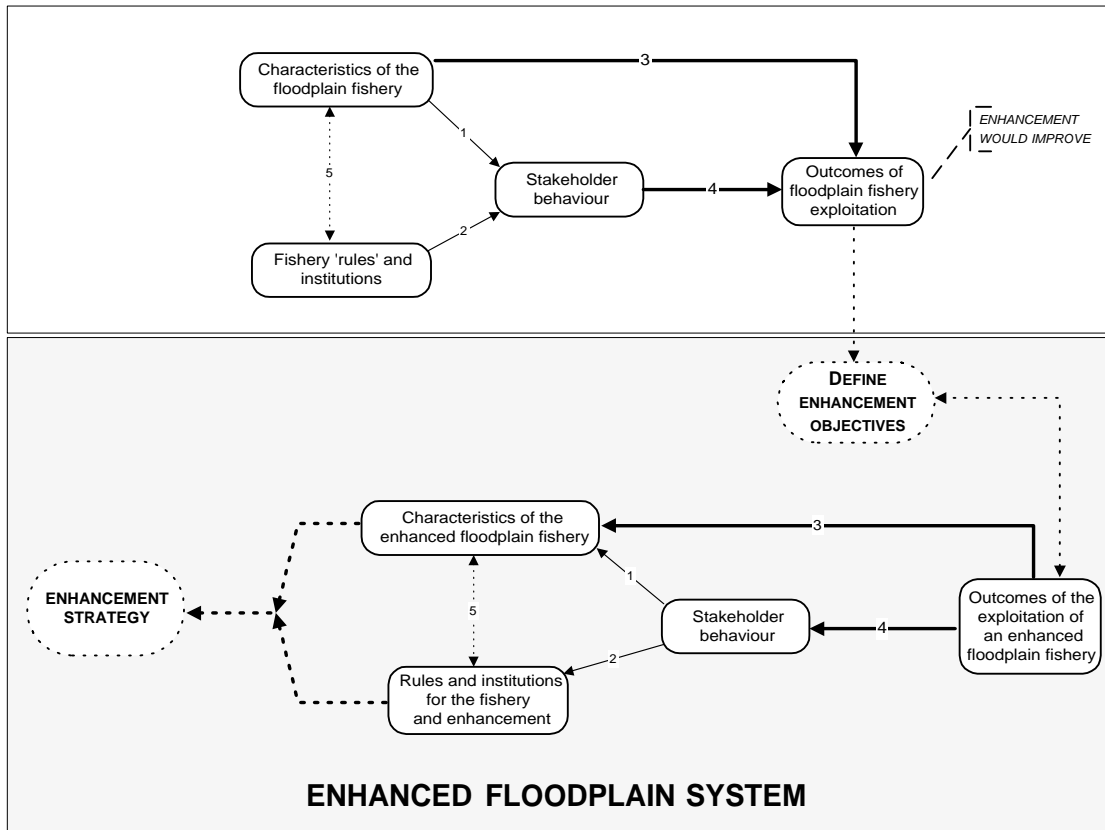 3
Characteristics of the
floodplain fishery
ENHANCEMENT
WOULD IMPROVE
1
5
Stakeholder
behaviour
4
Outcomes of
floodplain fishery
exploitation
2
Fishery 'rules' and
institutions
DEFINE
ENHANCEMENT
OBJECTIVES
3
Characteristics of the
enhanced floodplain fishery
1
5
ENHANCEMENT
STRATEGY
Stakeholder
behaviour
4
Outcomes of the
exploitation of
an enhanced
floodplain fishery
2
Rules and institutions
for the fishery
and enhancement
ENHANCED FLOODPLAIN SYSTEM